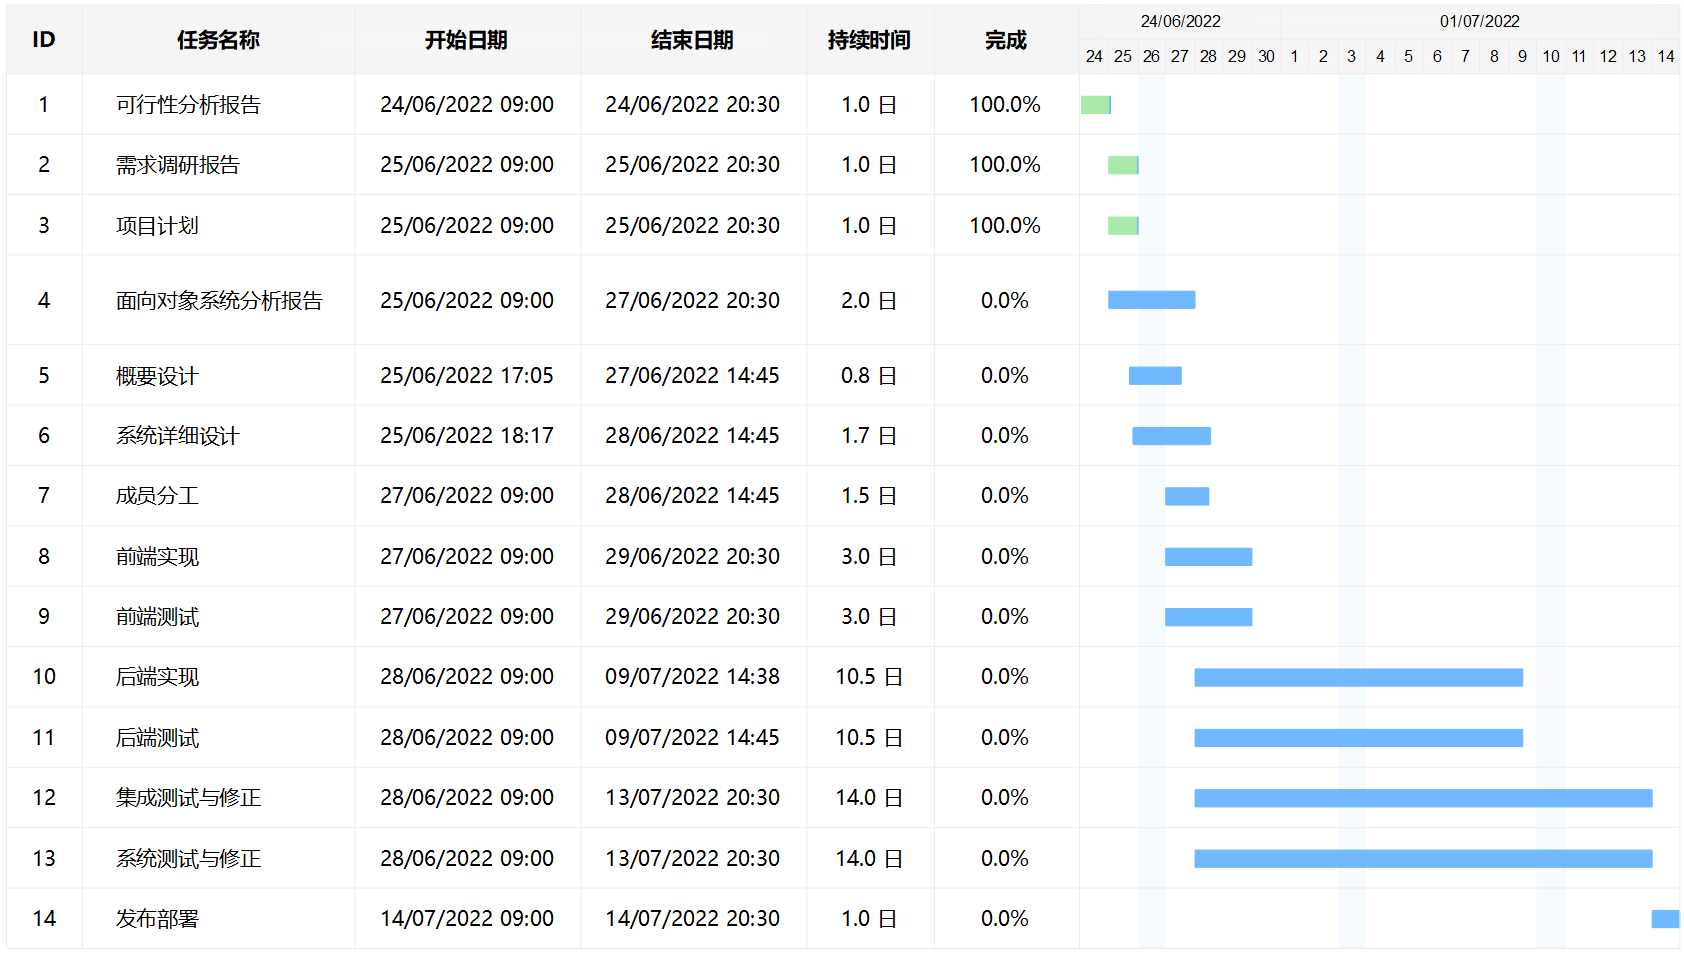 ID 任务名称 开始日期 结束日期 持续时间 完成 24/06/2022 01/07/2022
24 25 26 27 28 29 30 1 2 3 4 5 6 7 8 9 10 11 12 13 14
1 可行性分析报告 24/06/2022 09:00 24/06/2022 20:30 1.0 日 100.0%
2 需求调研报告 25/06/2022 09:00 25/06/2022 20:30 1.0 日 100.0%
3 项目计划 25/06/2022 09:00 25/06/2022 20:30 1.0 日 100.0%
4 面向对象系统分析报告 25/06/2022 09:00 27/06/2022 20:30 2.0 日 0.0%
5 概要设计 25/06/2022 17:05 27/06/2022 14:45 0.8 日 0.0%
6 系统详细设计 25/06/2022 18:17 28/06/2022 14:45 1.7 日 0.0%
7 成员分工 27/06/2022 09:00 28/06/2022 14:45 1.5 日 0.0%
8 前端实现 27/06/2022 09:00 29/06/2022 20:30 3.0 日 0.0%
9 前端测试 27/06/2022 09:00 29/06/2022 20:30 3.0 日 0.0%
10 后端实现 28/06/2022 09:00 09/07/2022 14:38 10.5 日 0.0%
11 后端测试 28/06/2022 09:00 09/07/2022 14:45 10.5 日 0.0%
12 集成测试与修正 28/06/2022 09:00 13/07/2022 20:30 14.0 日 0.0%
13 系统测试与修正 28/06/2022 09:00 13/07/2022 20:30 14.0 日 0.0%
14 发布部署 14/07/2022 09:00 14/07/2022 20:30 1.0 日 0.0%